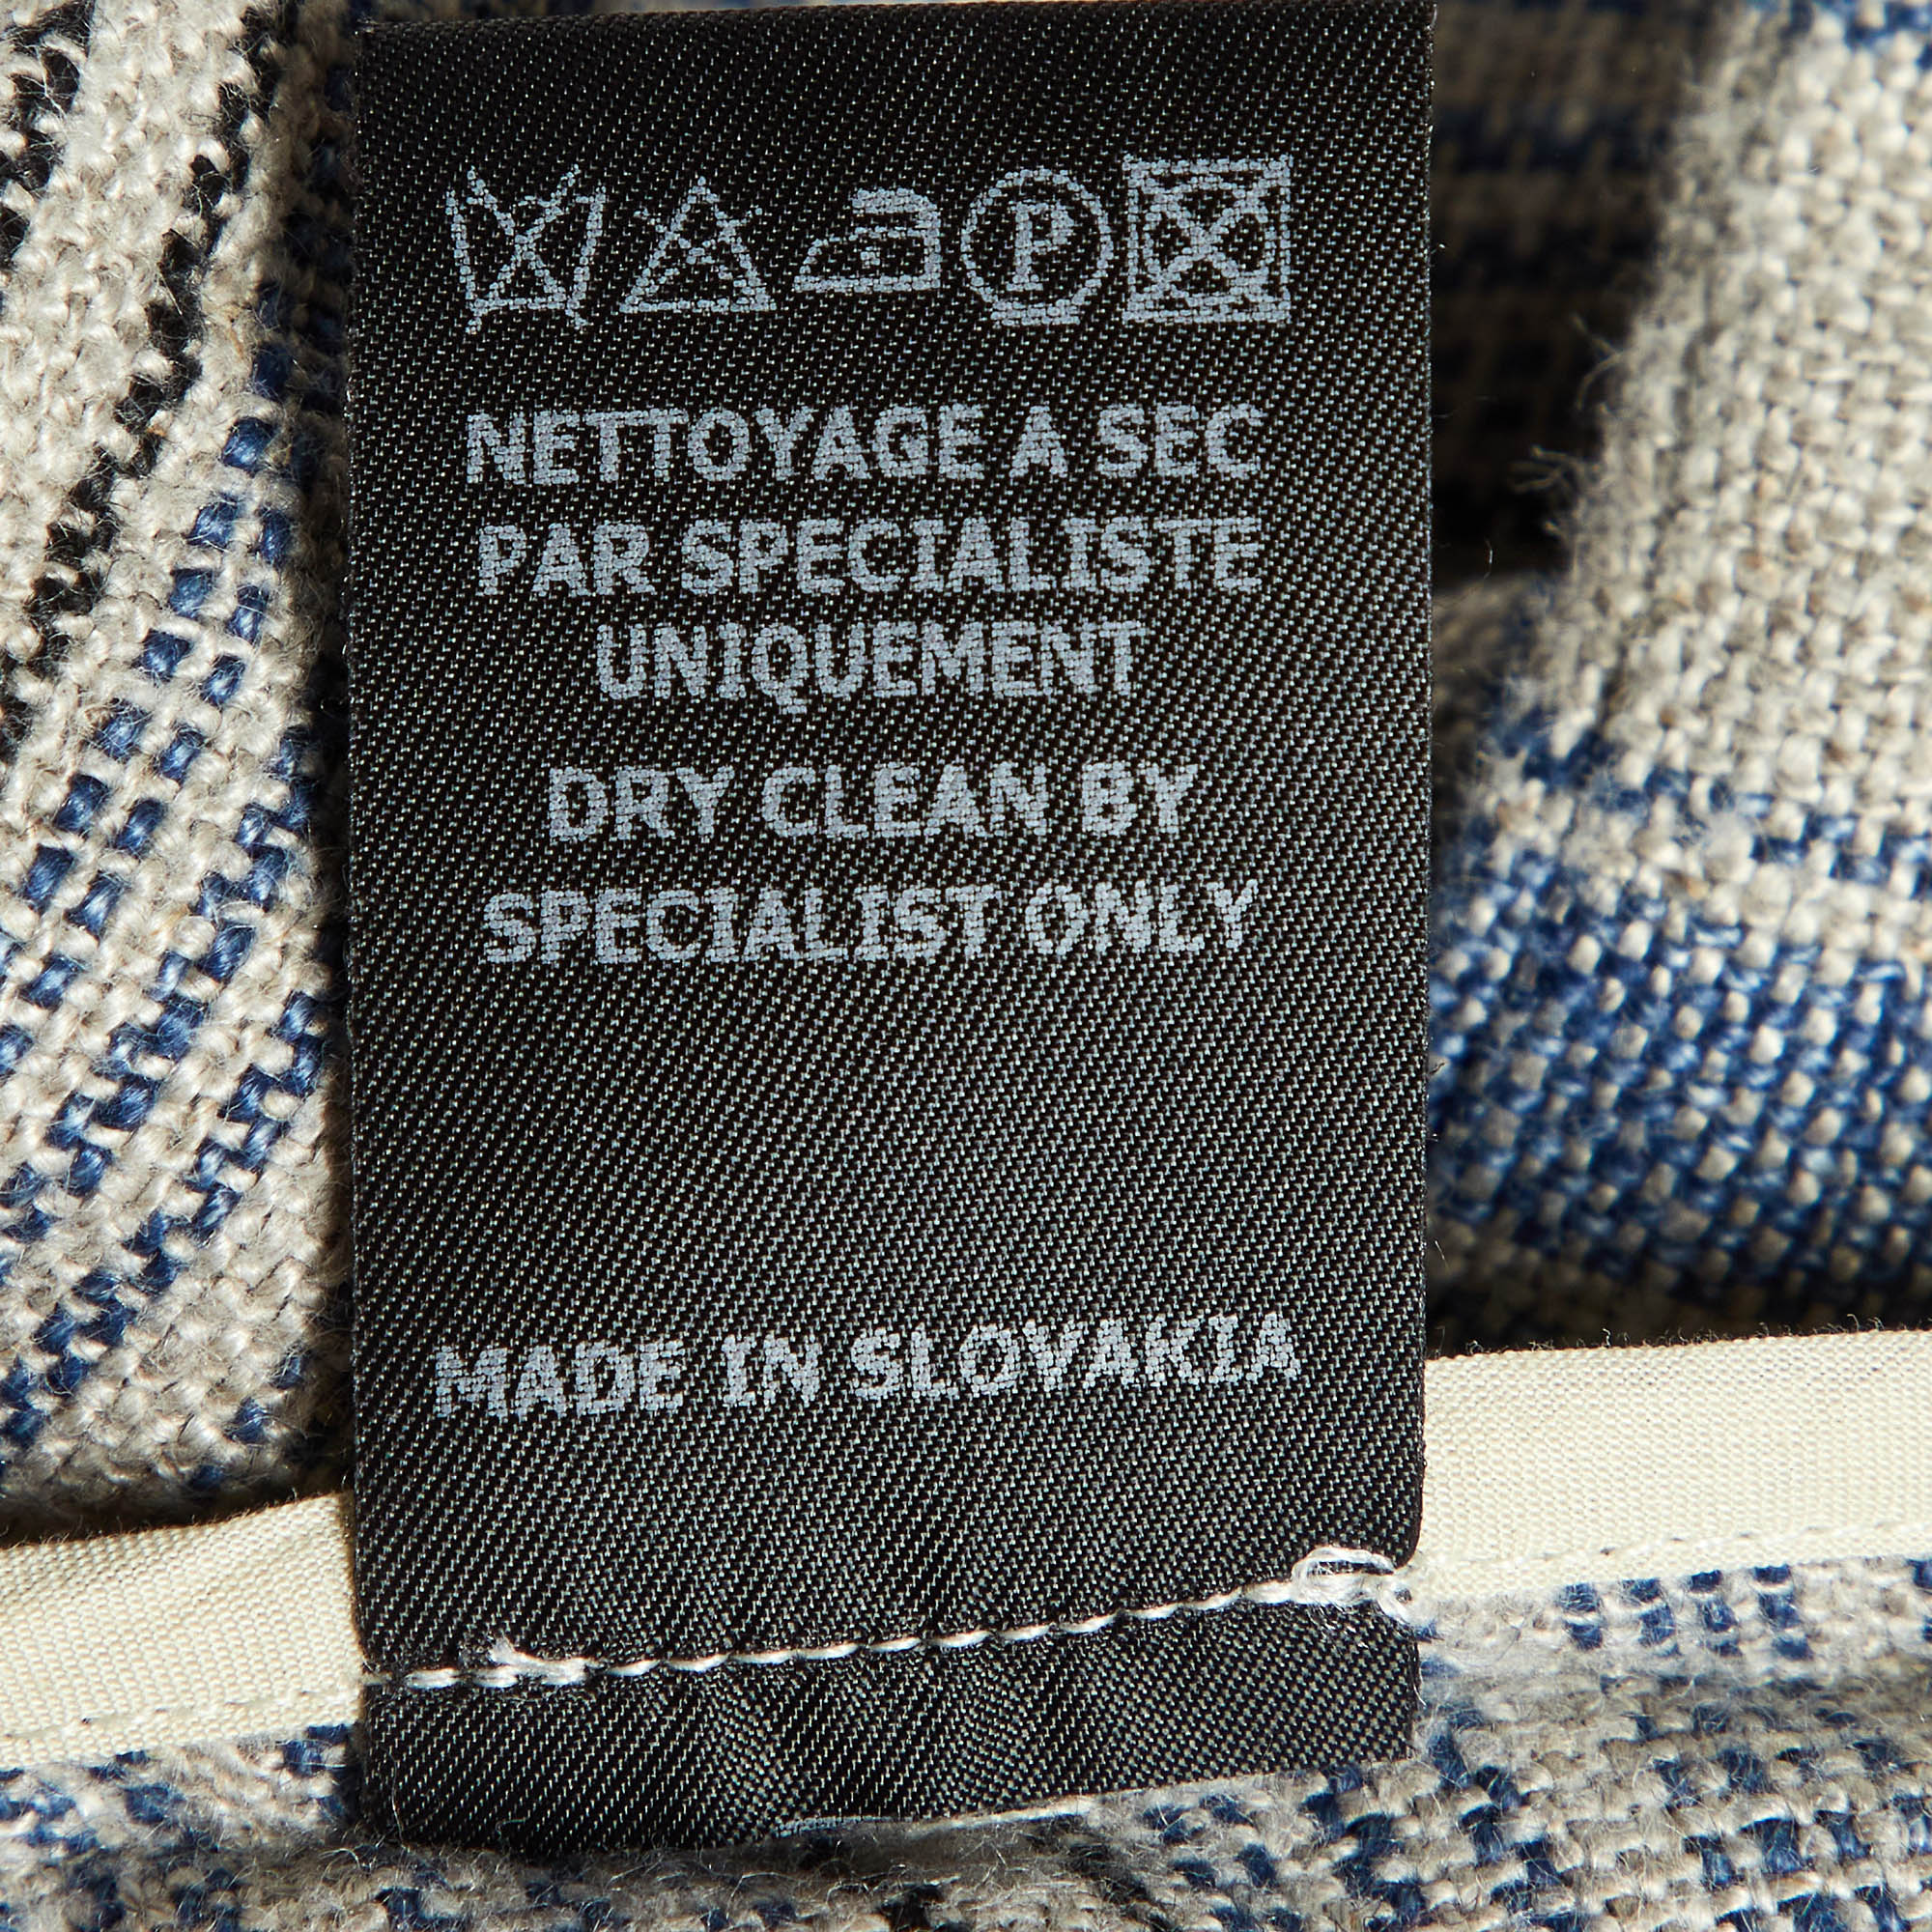 P
NETTOYAGE A SEC
PAR SPECIALISTE
UNIQUEMENT
DRY CLEAN BY
SPECIALIST ONLY
MADE IN SLOVAKIA